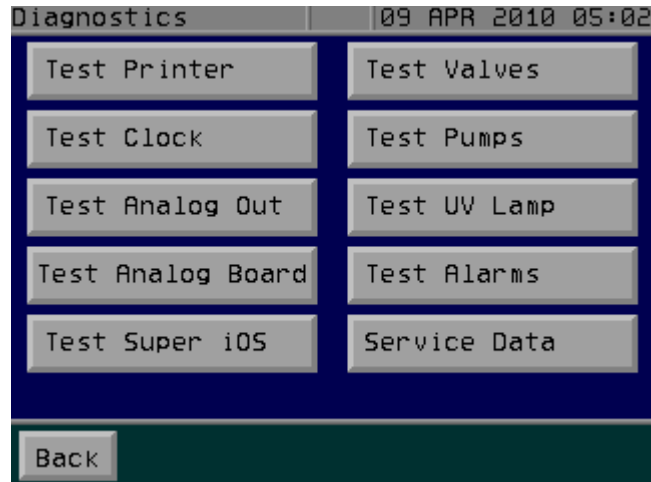 Diagnostics 09 APR 2010 05:02
Test Printer
Test Valves
Test Clock
Test Pumps
Test Analog Out
Test UV Lamp
Test Analog Board
Test Alarms
Test Super iOS
Service Data
Back